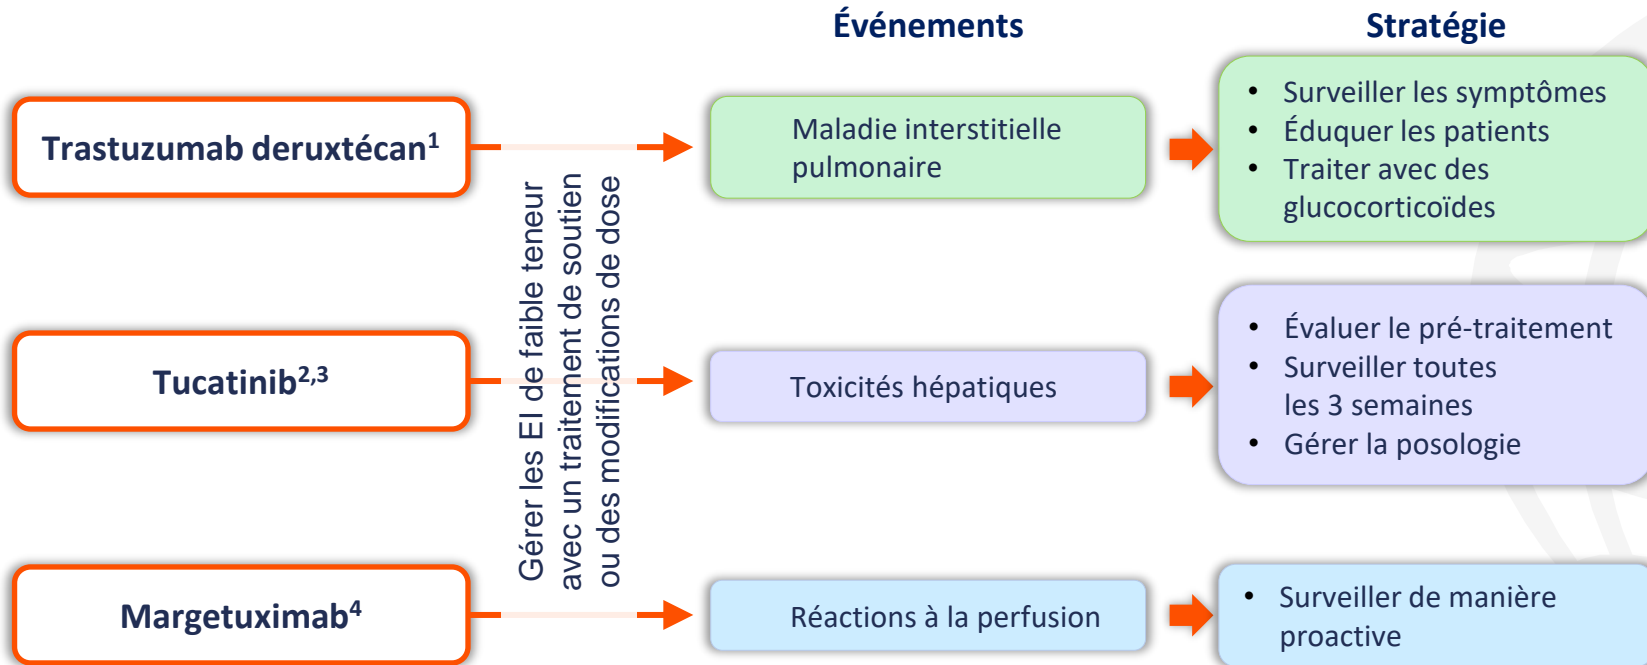 Événements
Stratégie
Trastuzumab deruxtécan1
Maladie interstitielle
pulmonaire
• Surveiller les symptômes
• Éduquer les patients
• Traiter avec des
glucocorticoïdes
Gérer les EI de faible teneur
avec un traitement de soutien
ou des modifications de dose
Tucatinib2,3
Toxicités hépatiques
• Évaluer le pré-traitement
• Surveiller toutes
les 3 semaines
• Gérer la posologie
Margetuximab4
Réactions à la perfusion
• Surveiller de manière
proactive